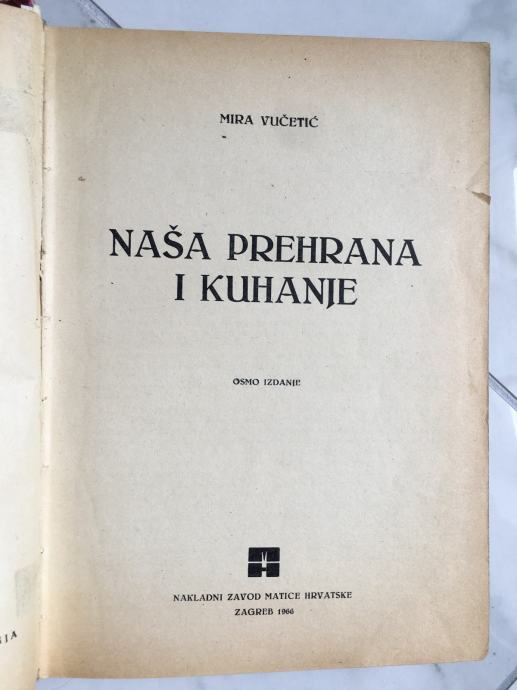 MIRA VUČETIĆ
NAŠA PREHRANA
I KUHANJE
OSMO IZDANJE
NAKLADNI ZAVOD MATICE HRVATSKE
ZAGREB 1966